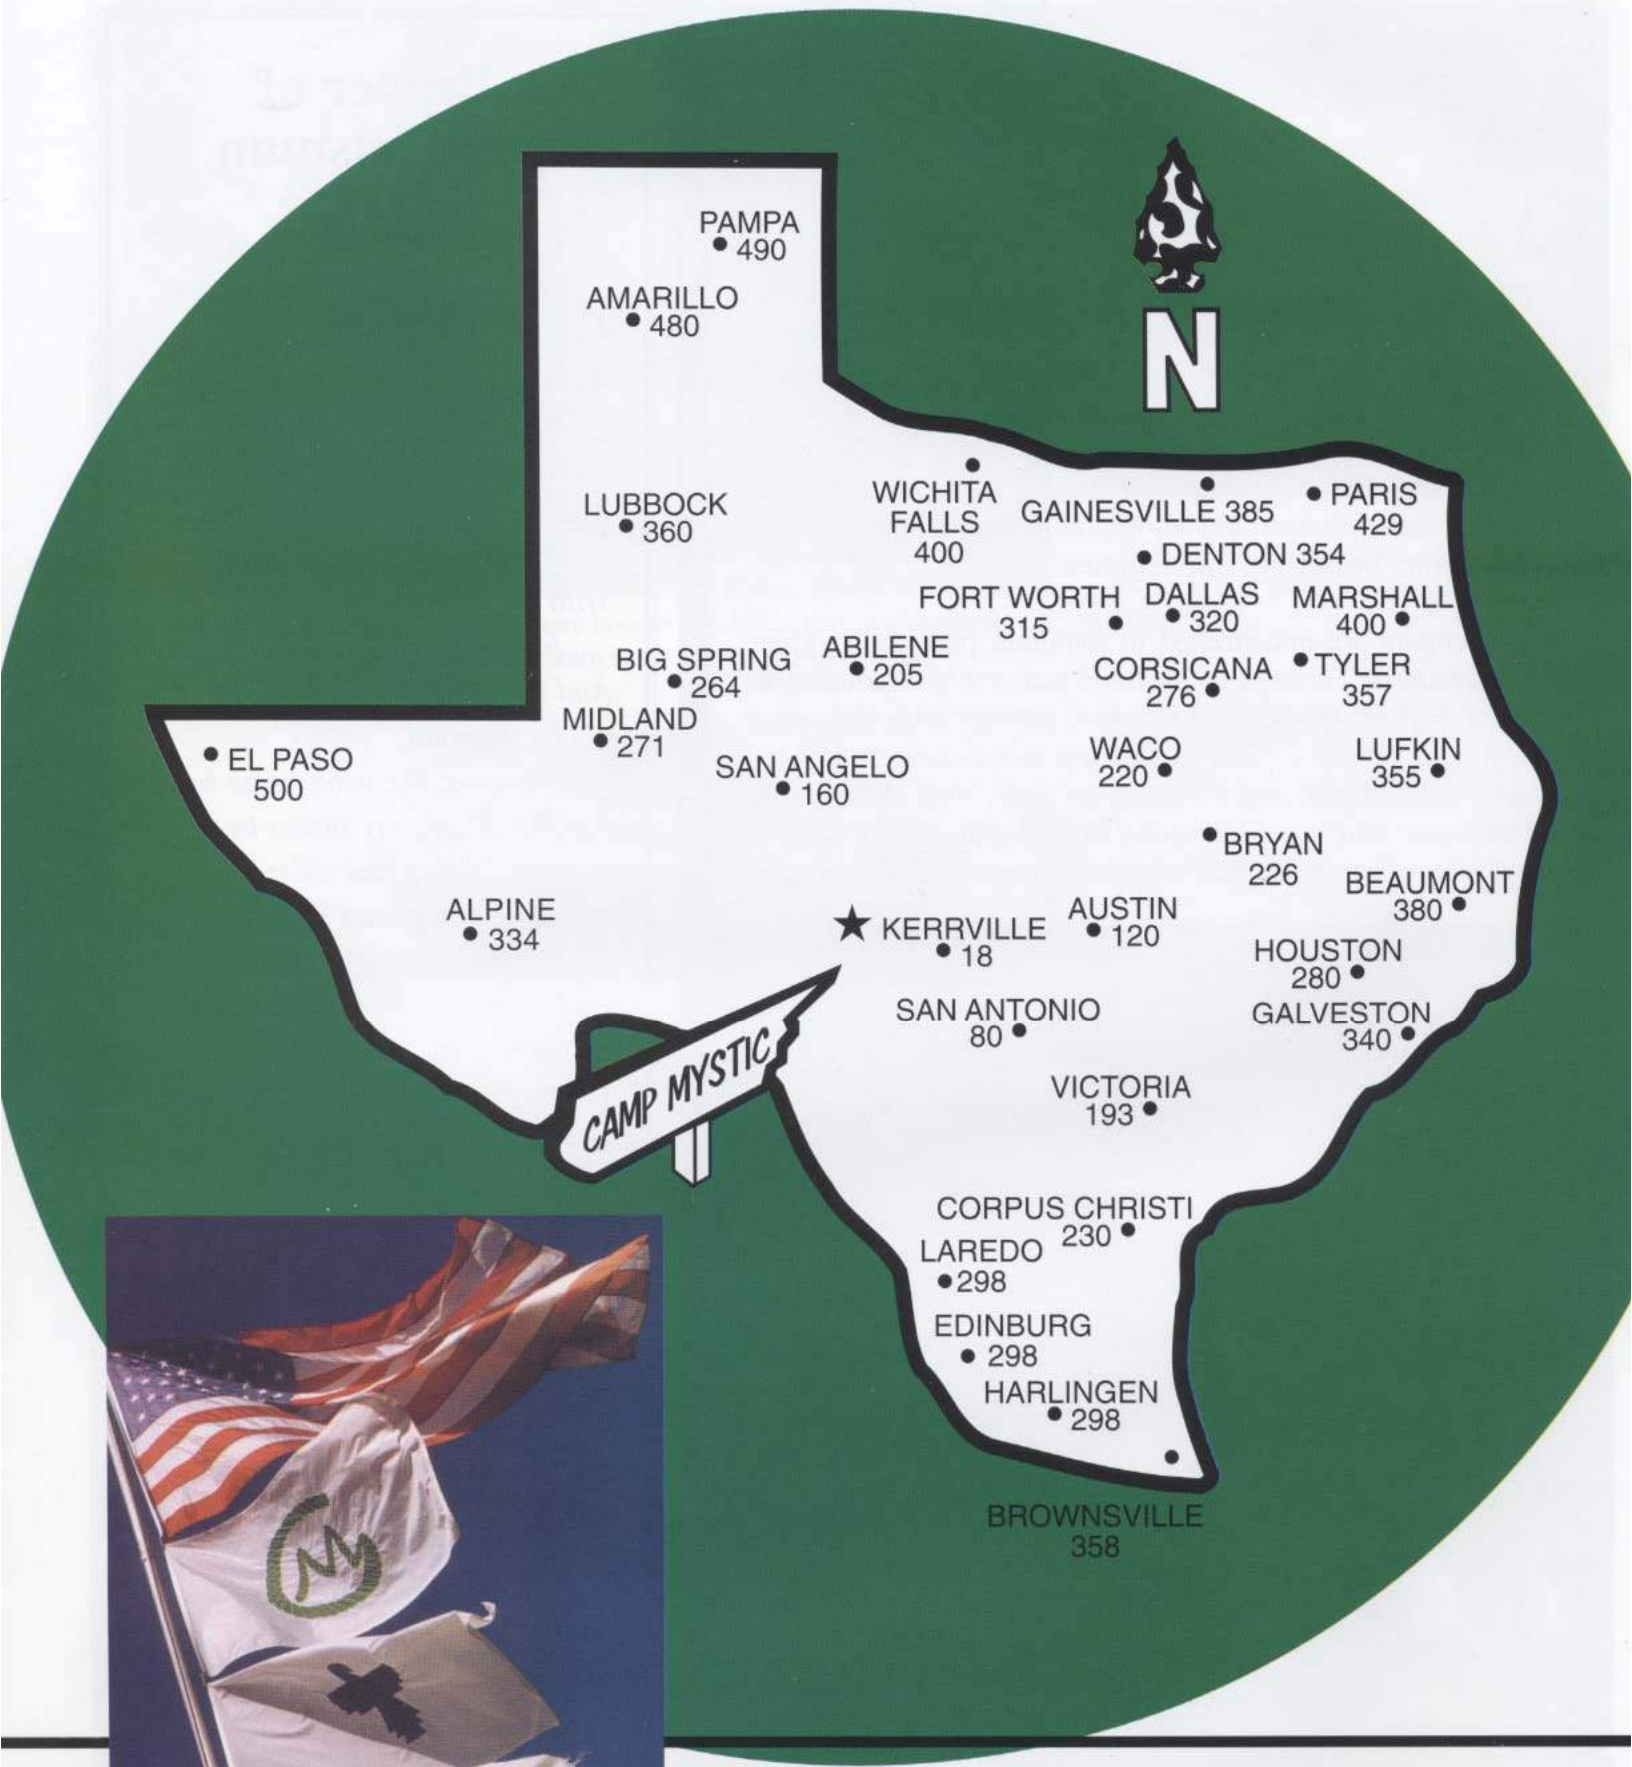 PAMPA
490
AMARILLO
480
N
LUBBOCK
360
WICHITA
FALLS
400
GAINESVILLE 385
PARIS
429
DENTON 354
FORT WORTH
315
DALLAS
320
MARSHALL
400
BIG SPRING
264
ABILENE
205
CORSICANA
276
TYLER
357
MIDLAND
271
EL PASO
500
SAN ANGELO
160
WACO
220
LUFKIN
355
BRYAN
226
BEAUMONT
380
ALPINE
334
KERRVILLE
18
AUSTIN
120
HOUSTON
280
SAN ANTONIO
80
GALVESTON
340
CAMP MYSTIC
VICTORIA
193
CORPUS CHRISTI
230
LAREDO
298
EDINBURG
298
HARLINGEN
298
BROWNSVILLE
358
CM